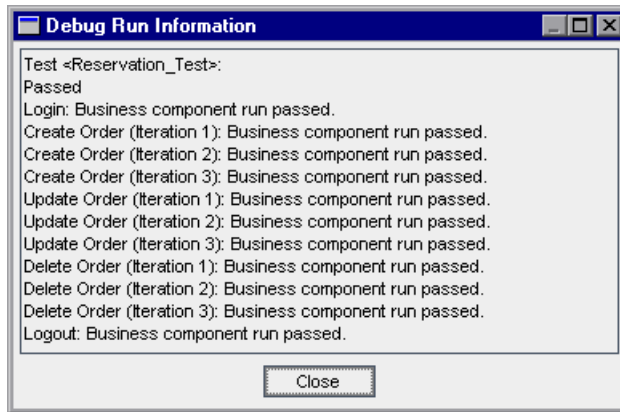 Debug Run Information
Test <Reservation_Test>:
Passed
Login: Business component run passed.
Create Order (Iteration 1): Business component run passed.
Create Order (Iteration 2): Business component run passed.
Create Order (Iteration 3): Business component run passed.
Update Order (Iteration 1): Business component run passed.
Update Order (Iteration 2): Business component run passed.
Update Order (Iteration 3): Business component run passed.
Delete Order (Iteration 1): Business component run passed.
Delete Order (Iteration 2): Business component run passed.
Delete Order (Iteration 3): Business component run passed.
Logout: Business component run passed.
Close